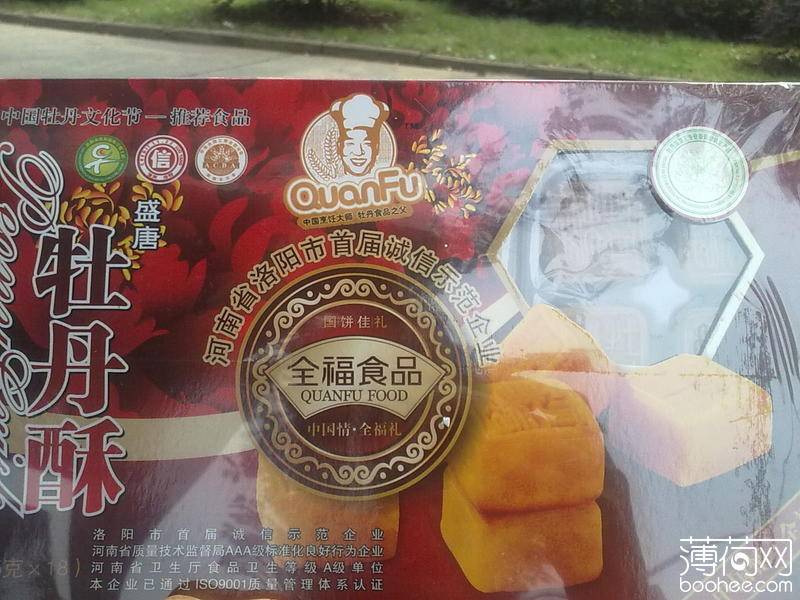 中国牡丹文化节—推荐食品
信
QuanFu
中国烹饪大师 牡丹食品之父
盛唐
牡丹酥
河南省洛阳市首届诚信示范企业
国饼佳礼
全福食品
QUANFU FOOD
中国情·全福礼
洛阳市首届诚信示范企业
河南省质量技术监督局AAA级标准化良好行为企业
河南省卫生厅食品卫生等级A级单位
本企业已通过ISO9001质量管理体系认证
克×18)
薄荷网
boohee.com